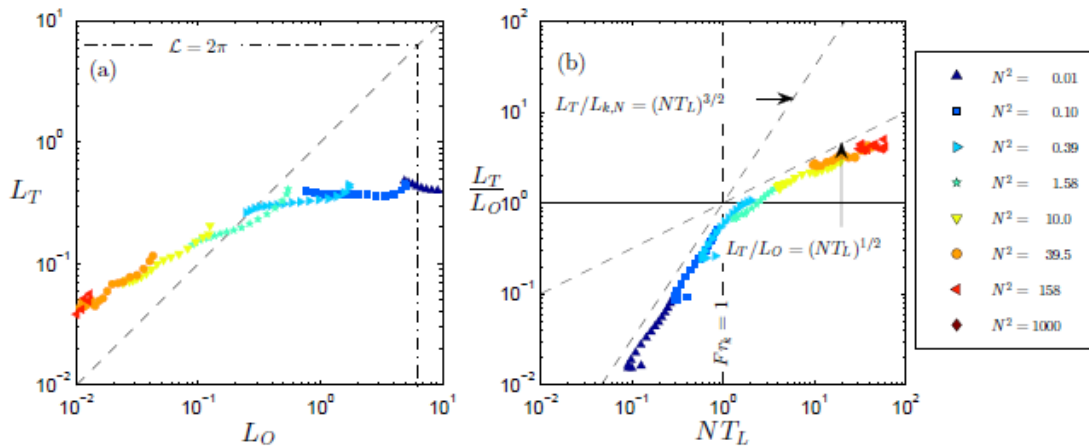 10^1
10^0
10^-1
10^-2
L_T
(a)
ℒ = 2π
10^-2
10^-1
10^0
10^1
L_O
10^2
10^1
10^0
10^-1
10^-2
L_T
L_O
(b)
L_T/L_{k,N} = (NT_L)^{3/2}
L_T/L_O = (NT_L)^{1/2}
Fr_k = 1
10^-2
10^-1
10^0
10^1
10^2
NT_L
N^2 = 0.01
N^2 = 0.10
N^2 = 0.39
N^2 = 1.58
N^2 = 10.0
N^2 = 39.5
N^2 = 158
N^2 = 1000